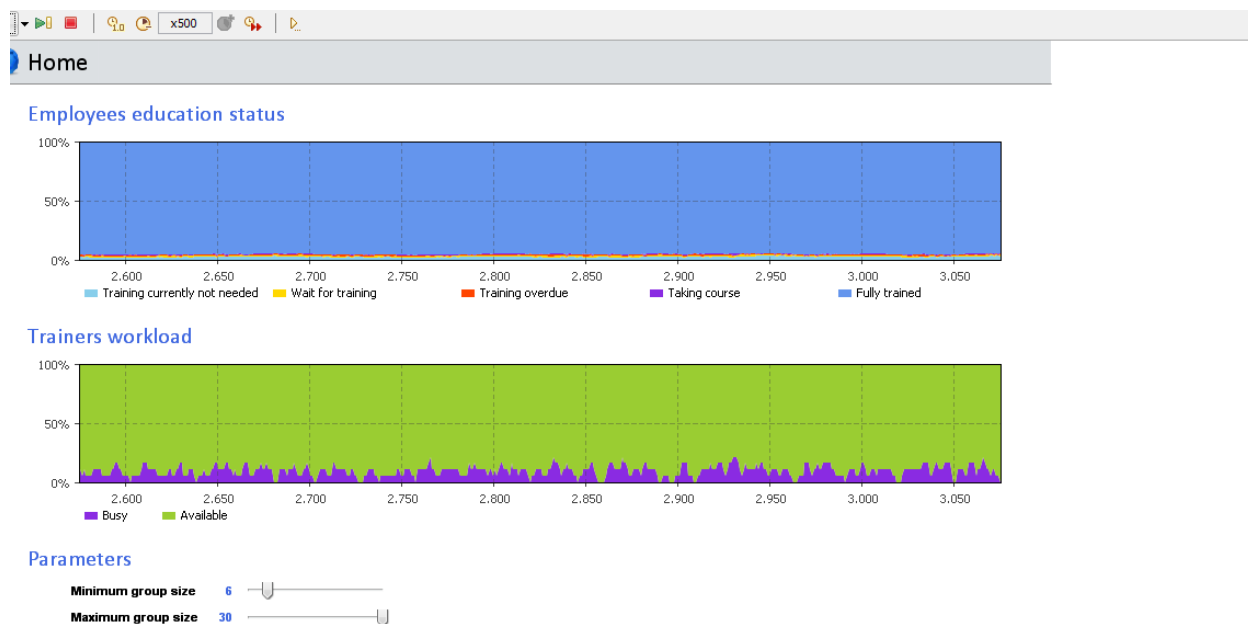 1.0 x500
Home
Employees education status
100%
50%
0%
2.600 2.650 2.700 2.750 2.800 2.850 2.900 2.950 3.000 3.050
Training currently not needed Wait for training Training overdue Taking course Fully trained
Trainers workload
100%
50%
0%
2.600 2.650 2.700 2.750 2.800 2.850 2.900 2.950 3.000 3.050
Busy Available
Parameters
Minimum group size 6
Maximum group size 30